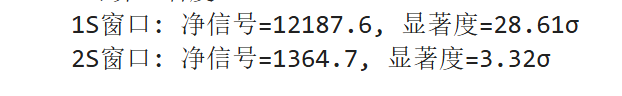 1S窗口: 净信号=12187.6, 显著度=28.61σ
2S窗口: 净信号=1364.7, 显著度=3.32σ